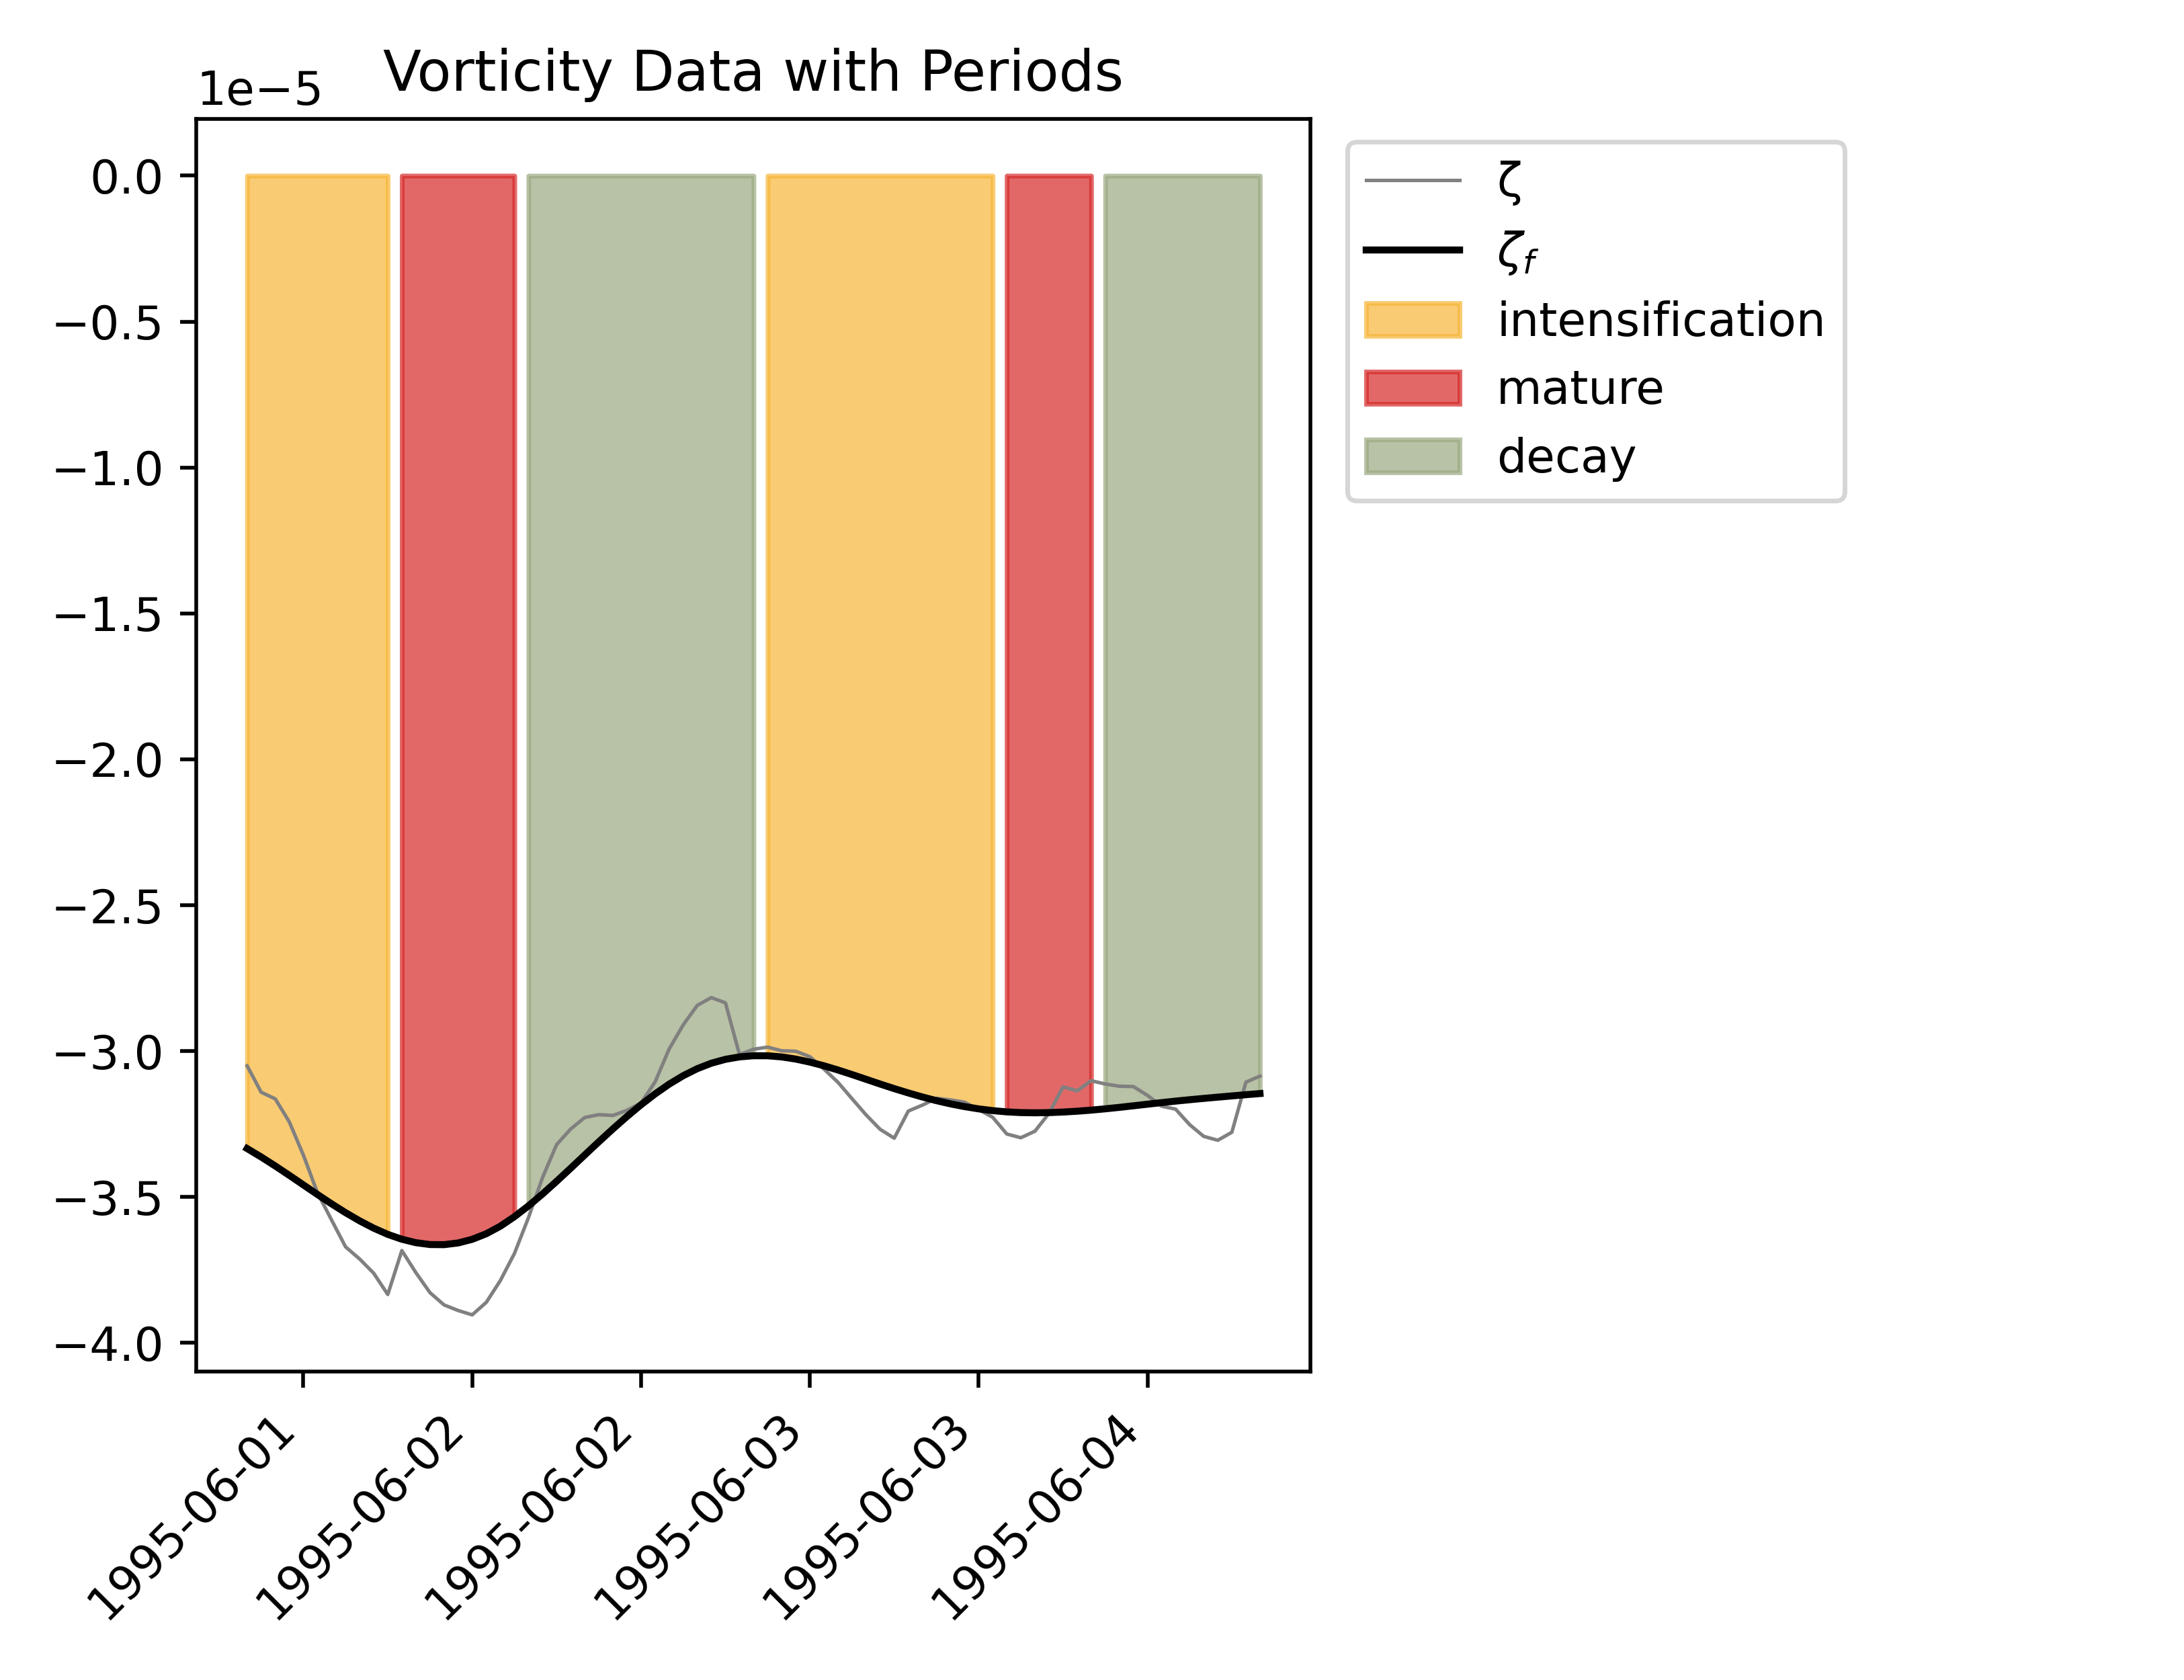 Vorticity Data with Periods
1e−5
0.0
−0.5
−1.0
−1.5
−2.0
−2.5
−3.0
−3.5
−4.0
1995-06-01
1995-06-02
1995-06-02
1995-06-03
1995-06-03
1995-06-04
ζ
ζf
intensification
mature
decay